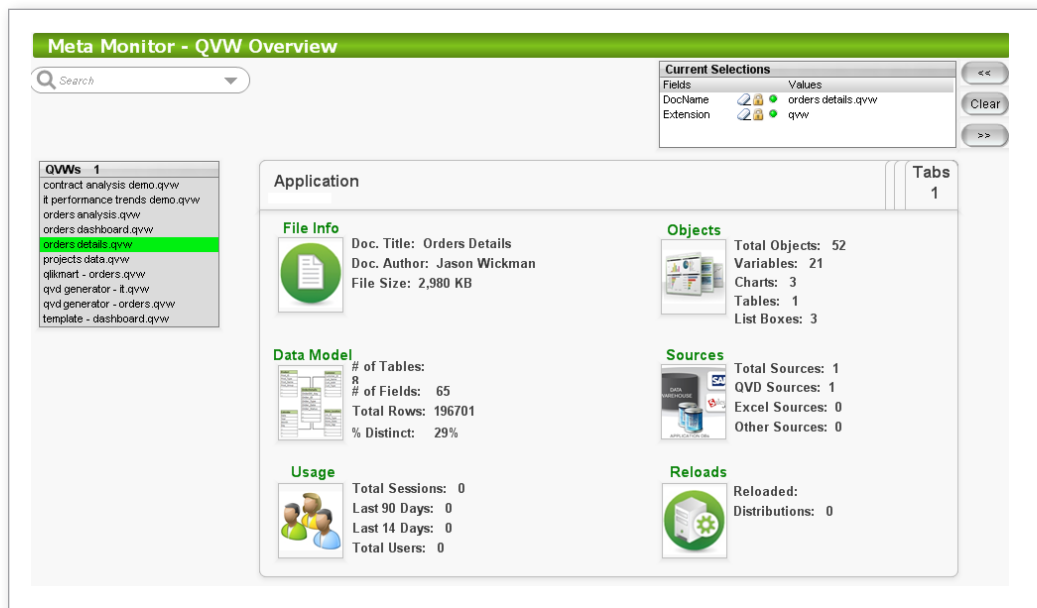 Meta Monitor - QVW Overview
Search
Current Selections
Fields Values
DocName orders details.qvw
Extension qvw
<<
Clear
>>
QVWs 1
contract analysis demo.qvw
it performance trends demo.qvw
orders analysis.qvw
orders dashboard.qvw
orders details.qvw
projects data.qvw
qlikmart - orders.qvw
qvd generator - it.qvw
qvd generator - orders.qvw
template - dashboard.qvw
Application
Tabs
1
File Info
Doc. Title: Orders Details
Doc. Author: Jason Wickman
File Size: 2,980 KB
Objects
Total Objects: 52
Variables: 21
Charts: 3
Tables: 1
List Boxes: 3
Data Model
# of Tables:
8
# of Fields: 65
Total Rows: 196701
% Distinct: 29%
Sources
DATA
WAREHOUSE
Total Sources: 1
QVD Sources: 1
Excel Sources: 0
Other Sources: 0
Usage
Total Sessions: 0
Last 90 Days: 0
Last 14 Days: 0
Total Users: 0
Reloads
Reloaded:
Distributions: 0